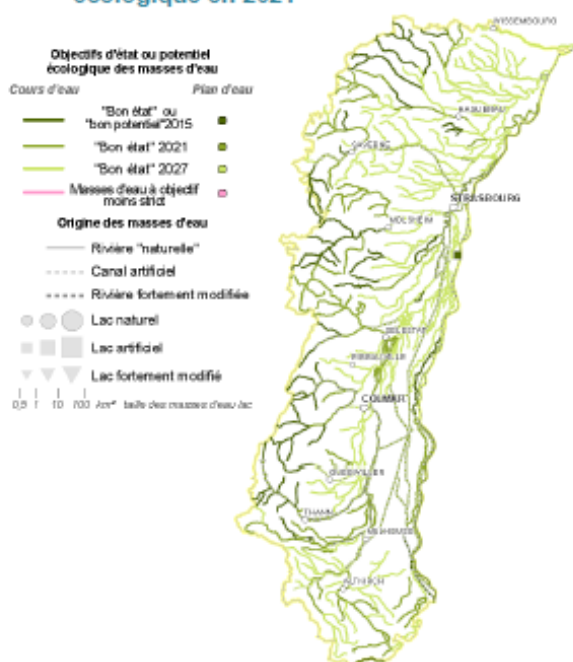 écologique en 2021
Objectifs d'état ou potentiel
écologique des masses d'eau
Cours d'eau
Plan d'eau
"Bon état" ou
"bon potentiel"2015
"Bon état" 2021
"Bon état" 2027
Masses d'eau à objectif
moins strict
Origine des masses d'eau
Rivière "naturelle"
Canal artificiel
Rivière fortement modifiée
Lac naturel
Lac artificiel
Lac fortement modifié
0,5 1 10 100 km² taille des masses d'eau lac
WISSEMBOURG
HAGUENAU
SAVERNE
STRASBOURG
MOLSHEIM
SELESTAT
RIBEAUVILLE
COLMAR
GUEBWILLER
THANN
MULHOUSE
ALTKIRCH